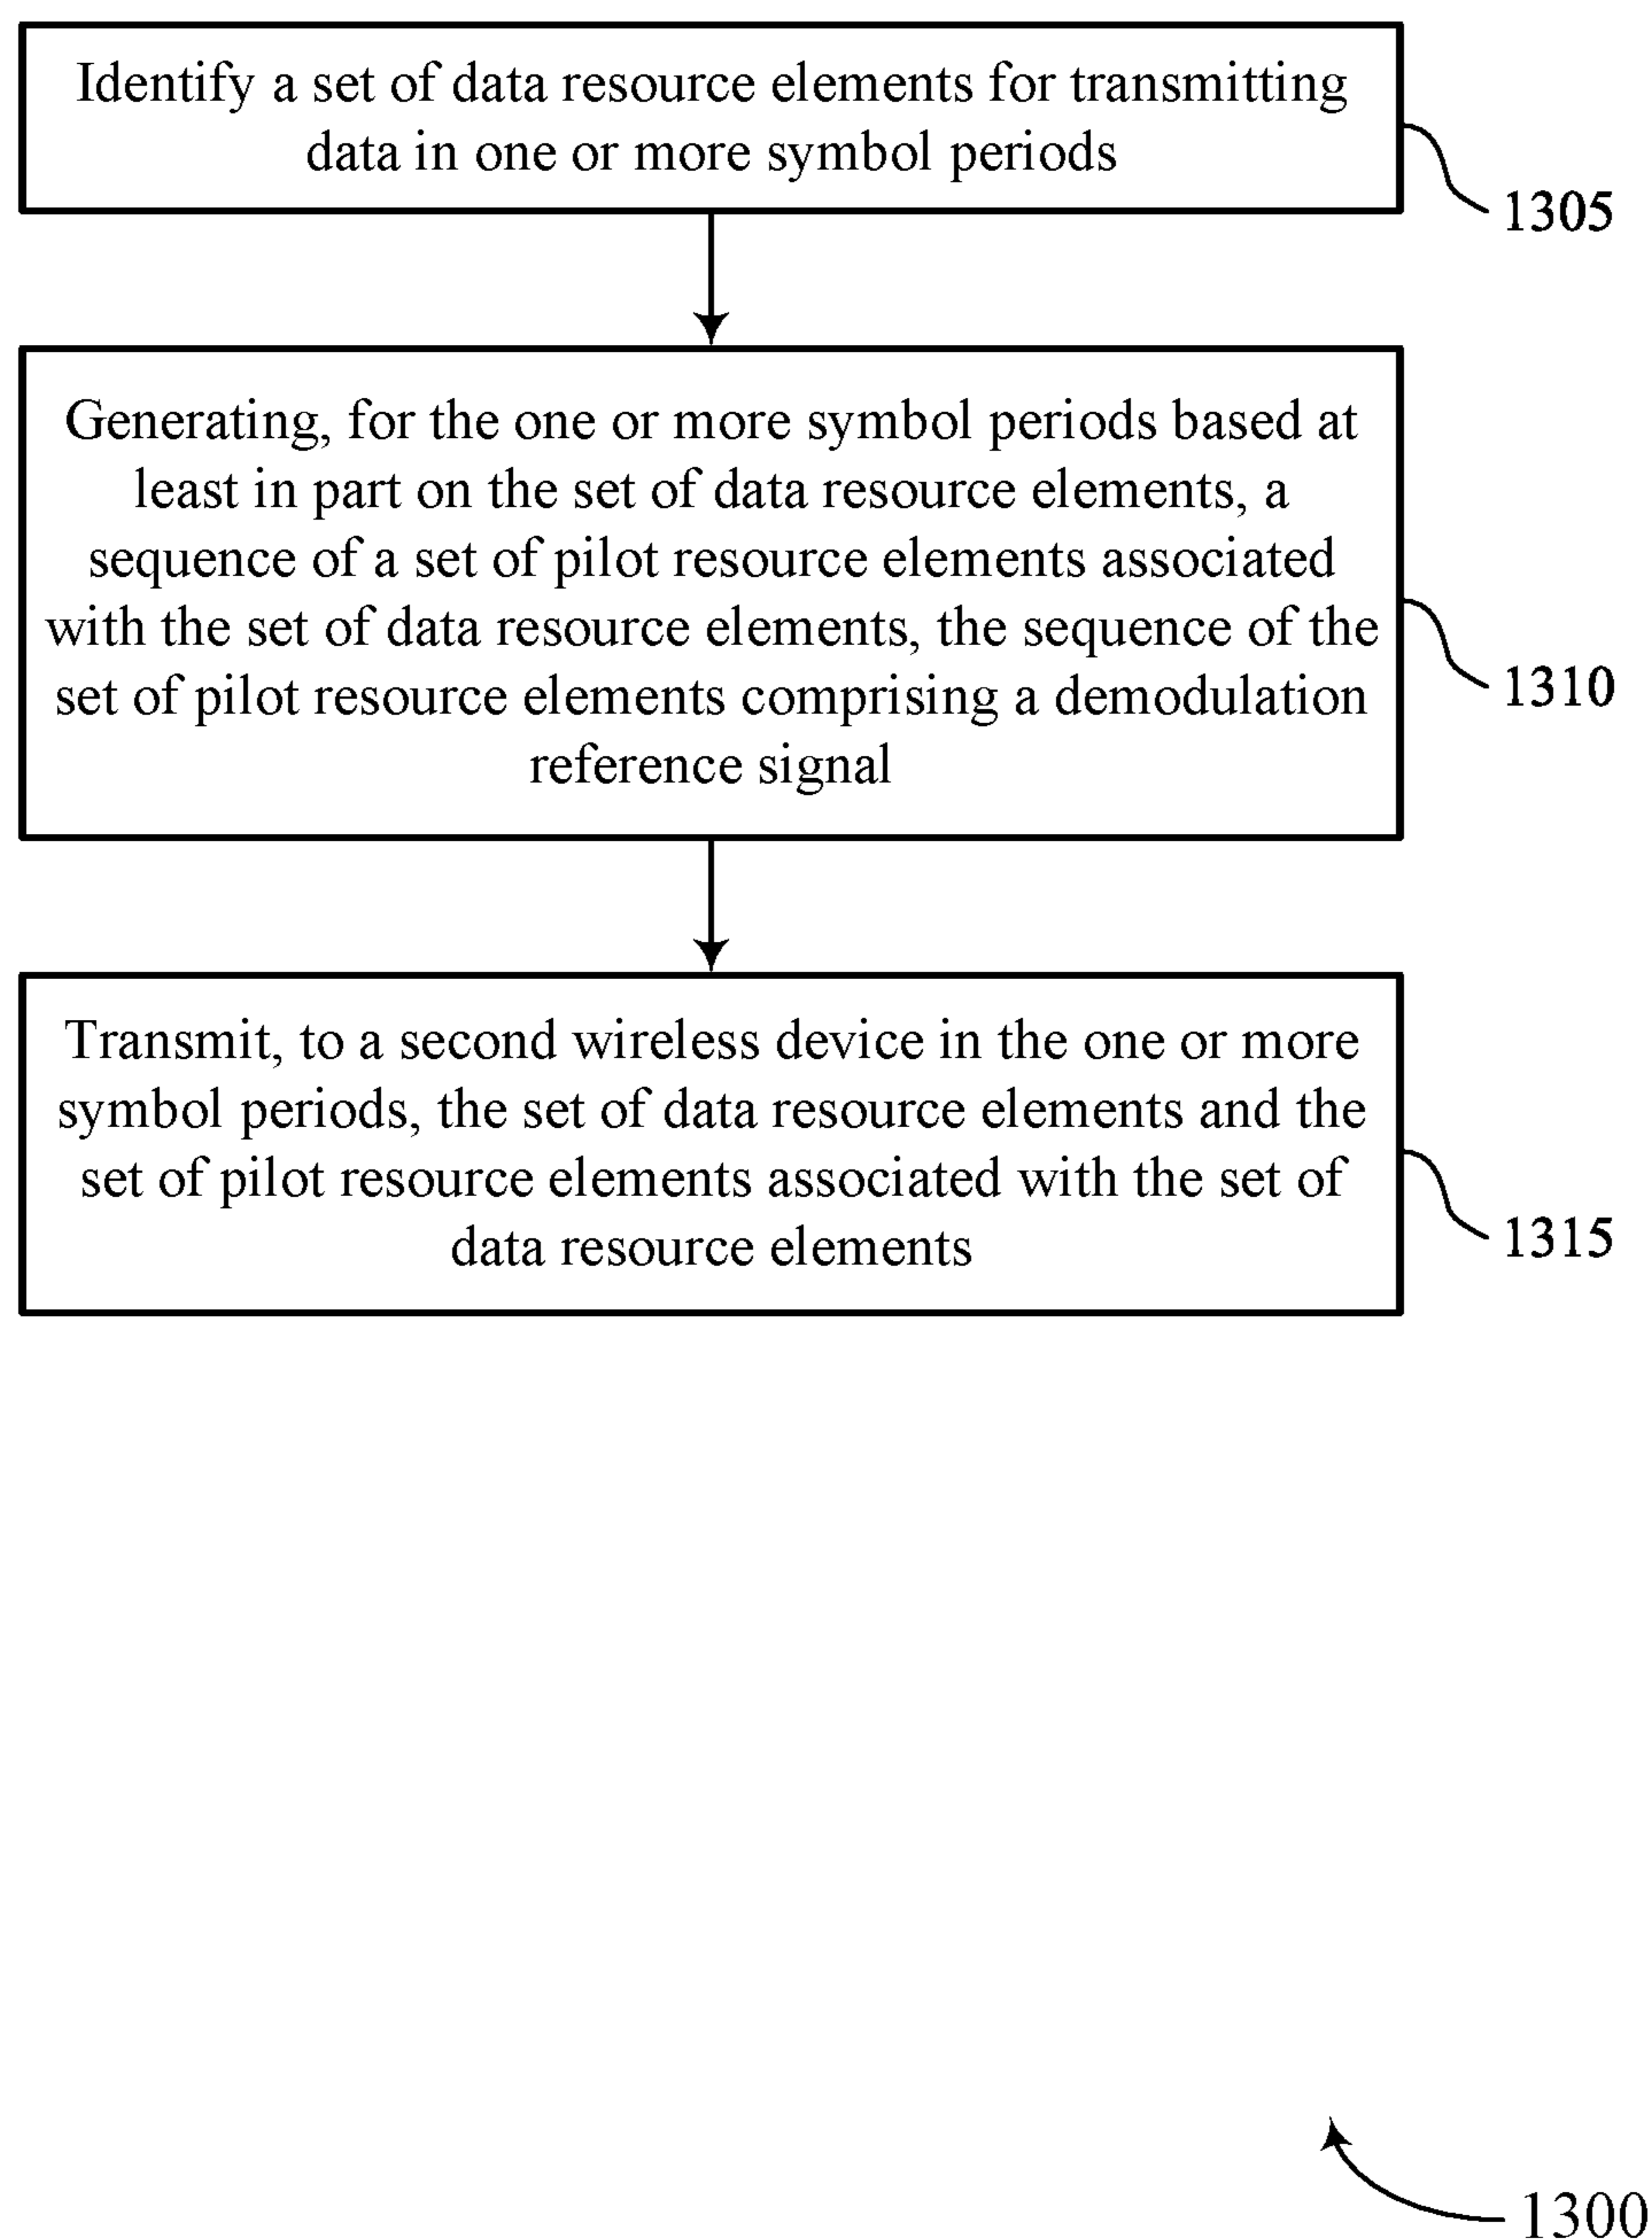 Identify a set of data resource elements for transmitting
data in one or more symbol periods
1305
Generating, for the one or more symbol periods based at
least in part on the set of data resource elements, a
sequence of a set of pilot resource elements associated
with the set of data resource elements, the sequence of the
set of pilot resource elements comprising a demodulation
reference signal
1310
Transmit, to a second wireless device in the one or more
symbol periods, the set of data resource elements and the
set of pilot resource elements associated with the set of
data resource elements
1315
1300